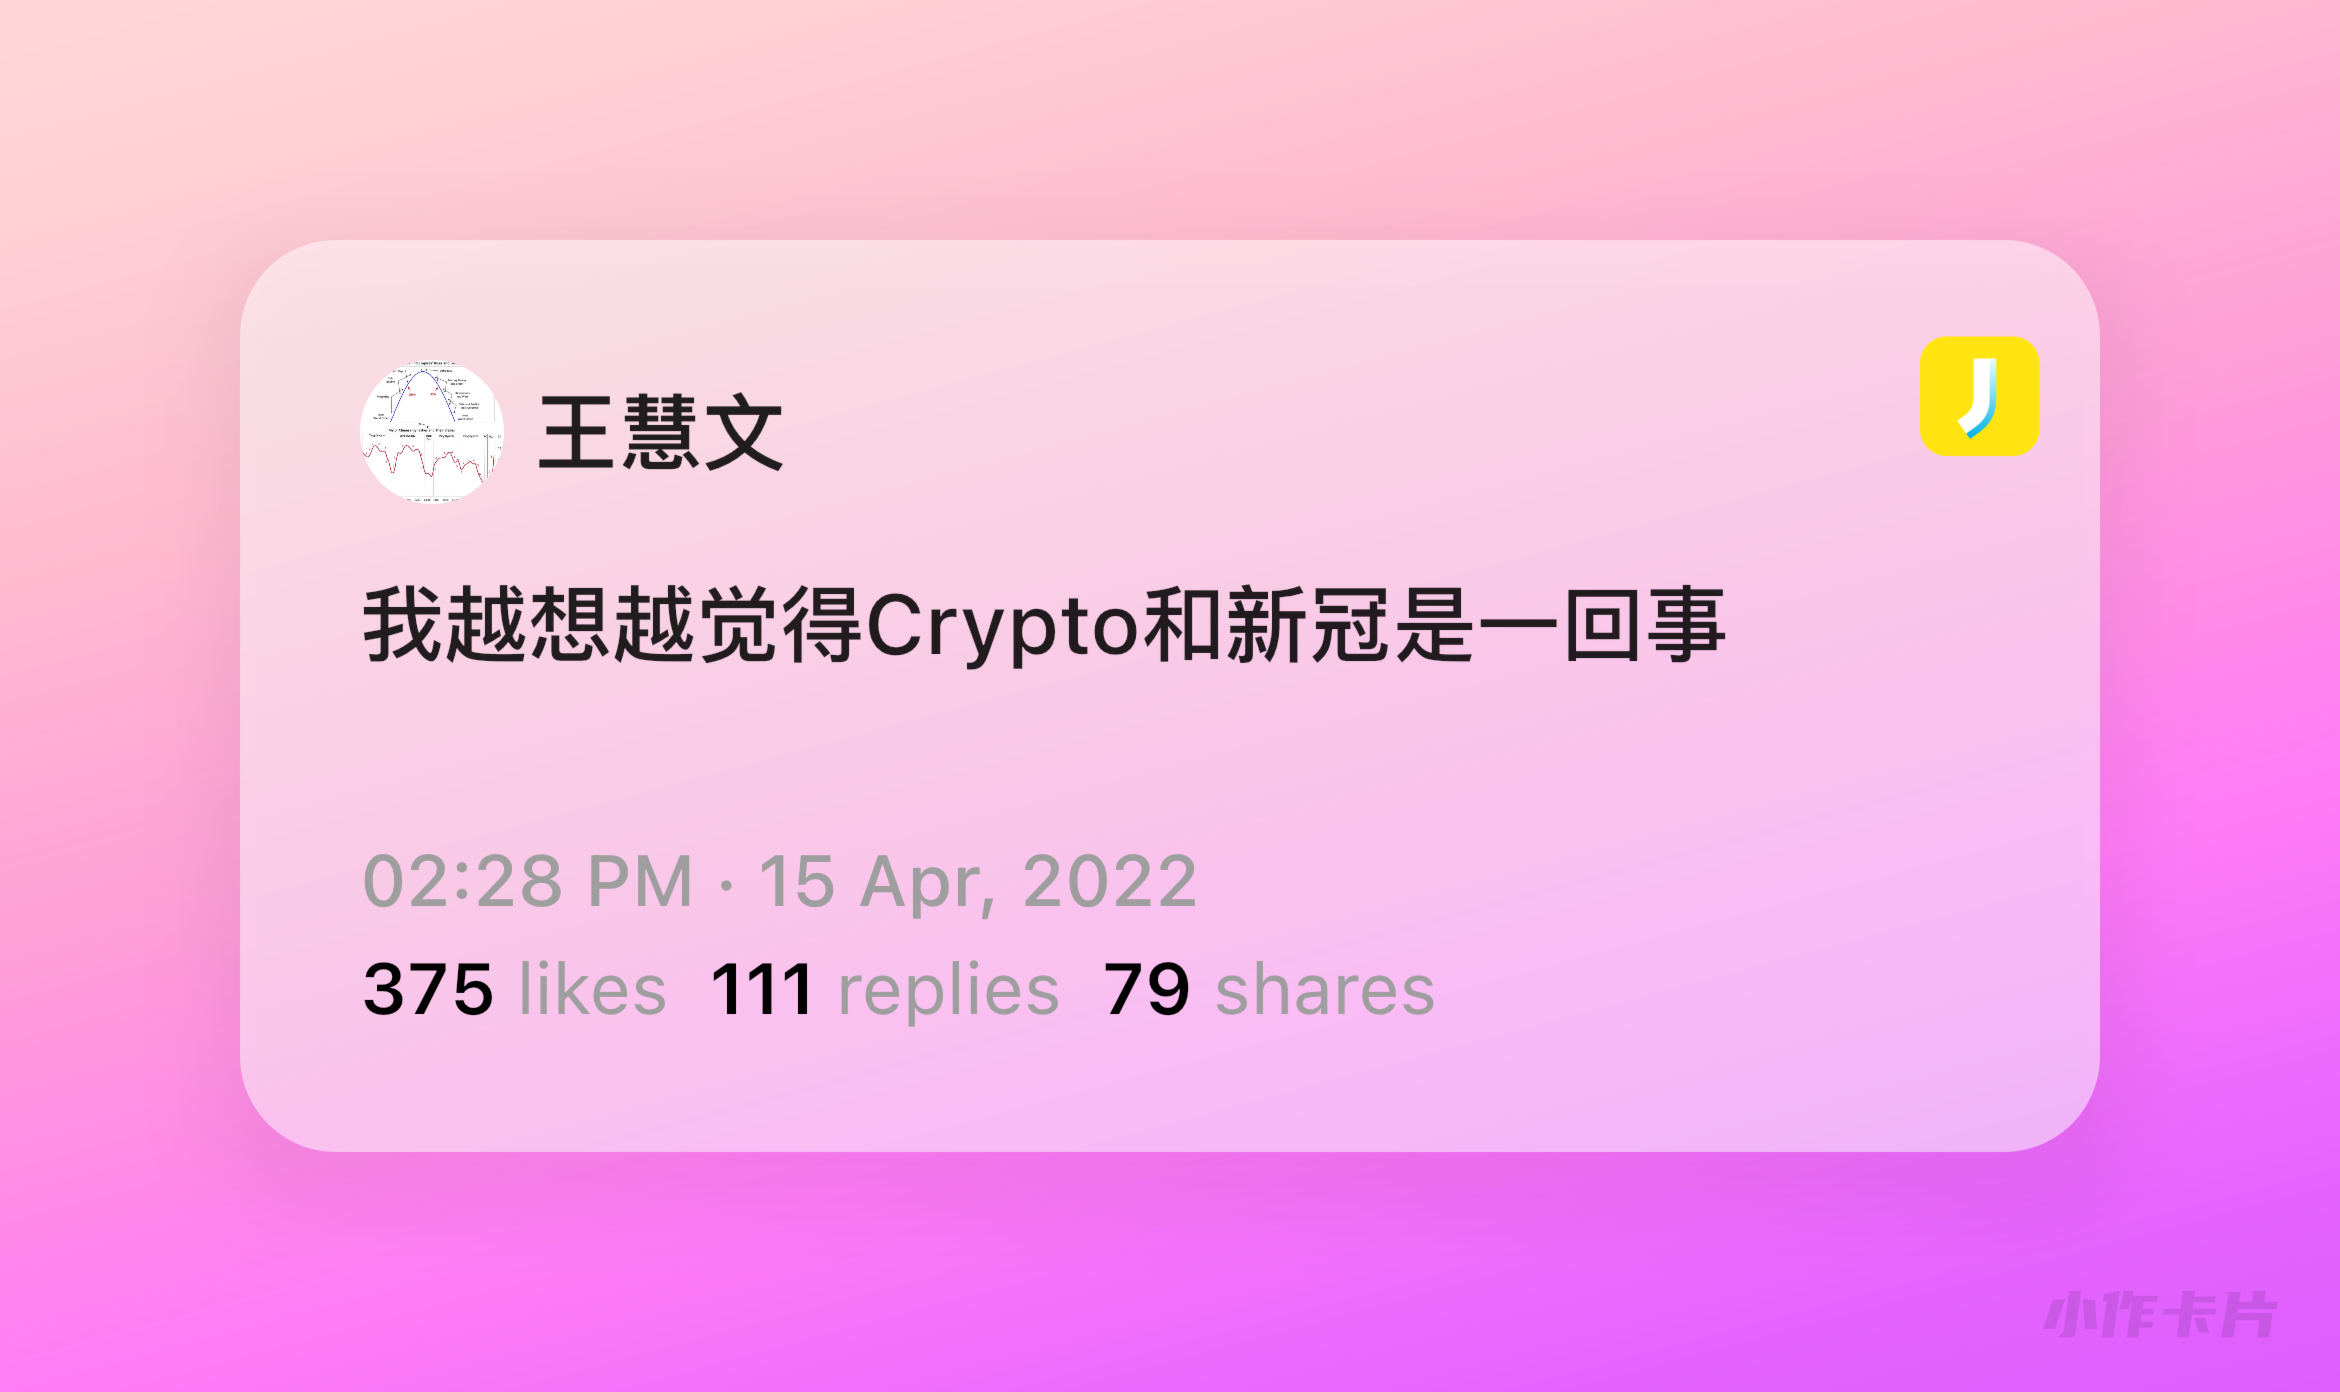 王慧文
我越想越觉得Crypto和新冠是一回事
02:28 PM · 15 Apr, 2022
375 likes 111 replies 79 shares
小作卡片